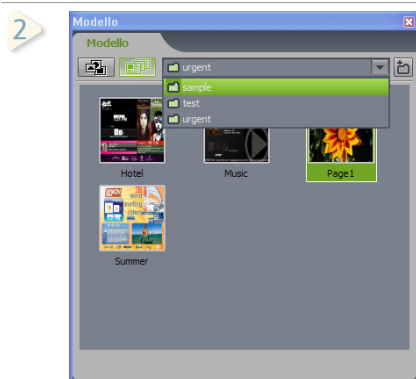 2
Modello
Modello
urgent
sample
test
urgent
Hotel
Music
Page1
Summer